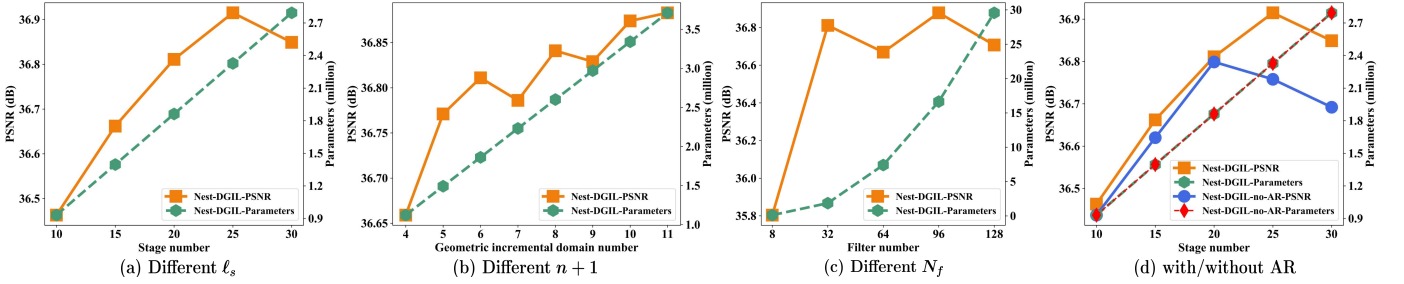 36.9
36.8
36.7
36.6
36.5
PSNR (dB)
2.7
2.4
2.1
1.8
1.5
1.2
0.9
Parameters (million)
Nest-DGIL-PSNR
Nest-DGIL-Parameters
10 15 20 25 30
Stage number
(a) Different ℓ_s
36.85
36.80
36.75
36.70
36.65
PSNR (dB)
3.5
3.0
2.5
2.0
1.5
1.0
Parameters (million)
Nest-DGIL-PSNR
Nest-DGIL-Parameters
4 5 6 7 8 9 10 11
Geometric incremental domain number
(b) Different n + 1
36.8
36.6
36.4
36.2
36.0
35.8
PSNR (dB)
30
25
20
15
10
5
0
Parameters (million)
Nest-DGIL-PSNR
Nest-DGIL-Parameters
8 32 64 96 128
Filter number
(c) Different N_f
36.9
36.8
36.7
36.5
PSNR (dB)
2.7
2.4
2.1
1.8
1.5
1.2
0.9
Parameters (million)
Nest-DGIL-PSNR
Nest-DGIL-Parameters
Nest-DGIL-no-AR-PSNR
Nest-DGIL-no-AR-Parameters
10 15 20 25 30
Stage number
(d) with/without AR